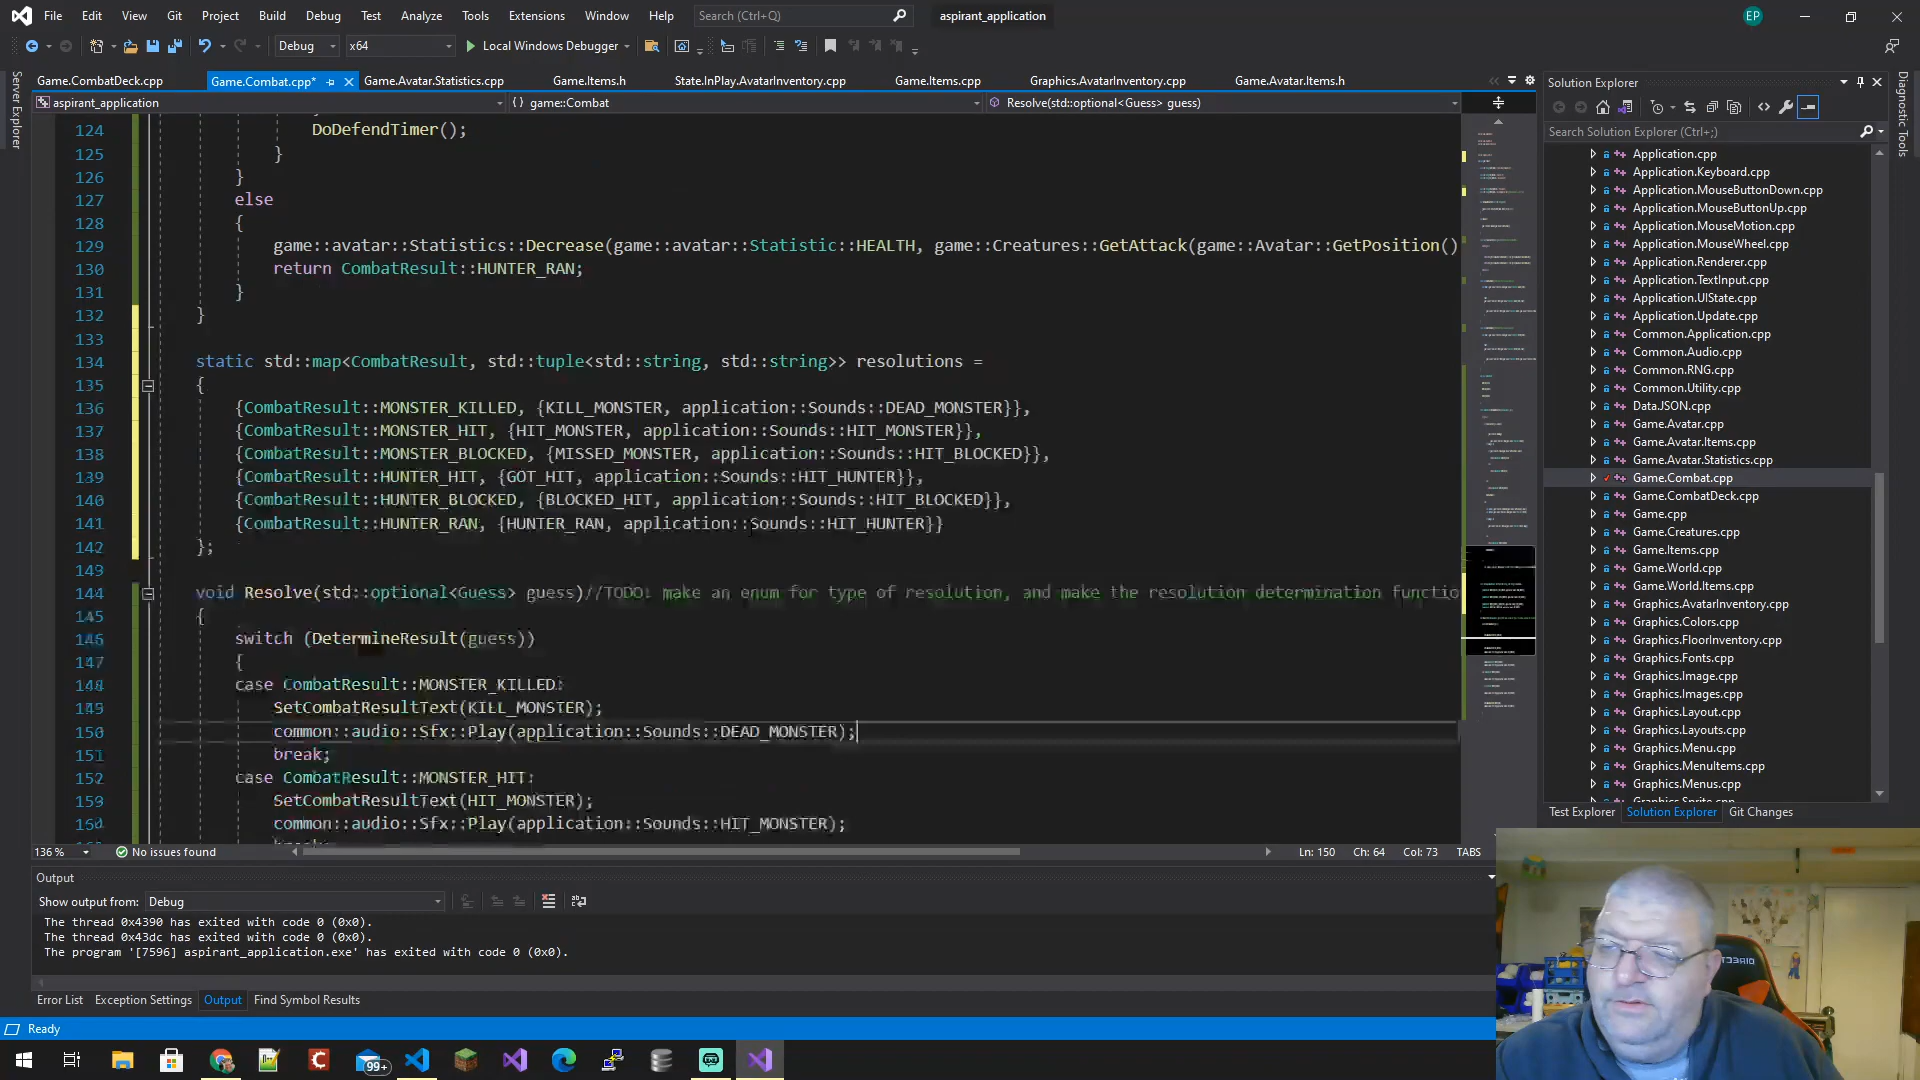 File Edit View Git Project Build Debug Test Analyze Tools Extensions Window Help Search (Ctrl+Q) aspirant_application EP
Debug x64 Local Windows Debugger
Server Explorer
Game.CombatDeck.cpp Game.Combat.cpp* Game.Avatar.Statistics.cpp Game.Items.h State.InPlay.AvatarInventory.cpp Game.Items.cpp Graphics.AvatarInventory.cpp Game.Avatar.Items.h
aspirant_application {} game::Combat Resolve(std::optional<Guess> guess)
124 DoDefendTimer();
125 }
126 }
127 else
128 {
129 game::avatar::Statistics::Decrease(game::avatar::Statistic::HEALTH, game::Creatures::GetAttack(game::Avatar::GetPosition()
130 return CombatResult::HUNTER_RAN;
131 }
132 }
133
134 static std::map<CombatResult, std::tuple<std::string, std::string>> resolutions =
135 {
136 {CombatResult::MONSTER_KILLED, {KILL_MONSTER, application::Sounds::DEAD_MONSTER}},
137 {CombatResult::MONSTER_HIT, {HIT_MONSTER, application::Sounds::HIT_MONSTER}},
138 {CombatResult::MONSTER_BLOCKED, {MISSED_MONSTER, application::Sounds::HIT_BLOCKED}},
139 {CombatResult::HUNTER_HIT, {GOT_HIT, application::Sounds::HIT_HUNTER}},
140 {CombatResult::HUNTER_BLOCKED, {BLOCKED_HIT, application::Sounds::HIT_BLOCKED}},
141 {CombatResult::HUNTER_RAN, {HUNTER_RAN, application::Sounds::HIT_HUNTER}}
142 };
void Resolve(std::optional<Guess> guess)//TODO: make an enum for type of resolution, and make the resolution determination functio
{
switch (DetermineResult(guess))
{
case CombatResult::MONSTER_KILLED:
SetCombatResultText(KILL_MONSTER);
150 common::audio::Sfx::Play(application::Sounds::DEAD_MONSTER);
151 break;
152 case CombatResult::MONSTER_HIT:
SetCombatResultText(HIT_MONSTER);
common::audio::Sfx::Play(application::Sounds::HIT_MONSTER);
136 % No issues found Ln: 150 Ch: 64 Col: 73 TABS
Output
Show output from: Debug
The thread 0x4390 has exited with code 0 (0x0).
The thread 0x43dc has exited with code 0 (0x0).
The program '[7596] aspirant_application.exe' has exited with code 0 (0x0).
Error List Exception Settings Output Find Symbol Results
Ready
99+
Solution Explorer
Search Solution Explorer (Ctrl+;)
Application.cpp
Application.Keyboard.cpp
Application.MouseButtonDown.cpp
Application.MouseButtonUp.cpp
Application.MouseMotion.cpp
Application.MouseWheel.cpp
Application.Renderer.cpp
Application.TextInput.cpp
Application.UIState.cpp
Application.Update.cpp
Common.Application.cpp
Common.Audio.cpp
Common.RNG.cpp
Common.Utility.cpp
Data.JSON.cpp
Game.Avatar.cpp
Game.Avatar.Items.cpp
Game.Avatar.Statistics.cpp
Game.Combat.cpp
Game.CombatDeck.cpp
Game.cpp
Game.Creatures.cpp
Game.Items.cpp
Game.World.cpp
Game.World.Items.cpp
Graphics.AvatarInventory.cpp
Graphics.Colors.cpp
Graphics.FloorInventory.cpp
Graphics.Fonts.cpp
Graphics.Image.cpp
Graphics.Images.cpp
Graphics.Layout.cpp
Graphics.Layouts.cpp
Graphics.Menu.cpp
Graphics.MenuItems.cpp
Graphics.Menus.cpp
Graphics.Sprite.cpp
Test Explorer Solution Explorer Git Changes
Diagnostic Tools